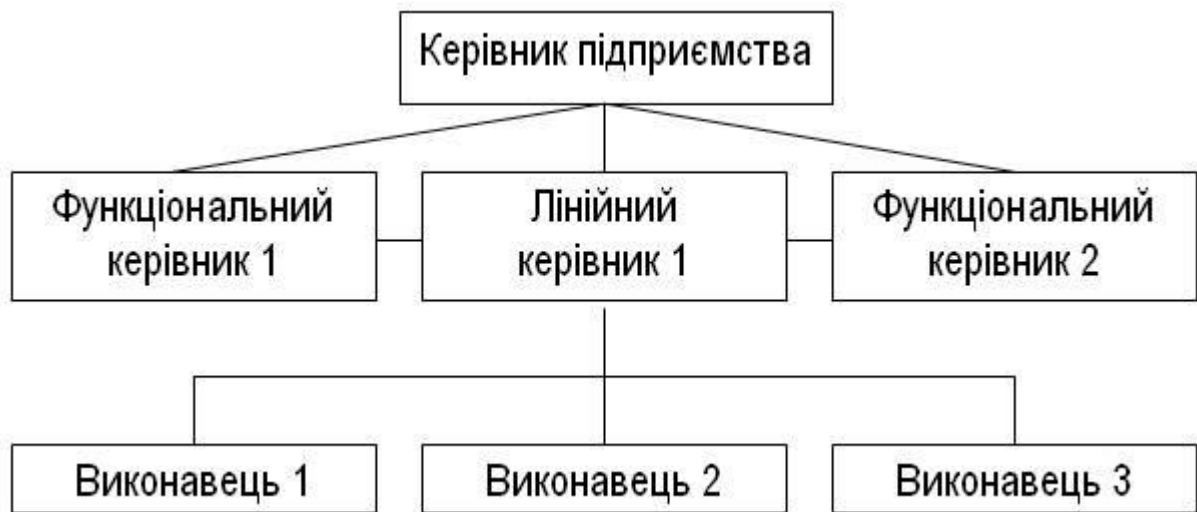 Керівник підприємства
Функціональний
керівник 1
Лінійний
керівник 1
Функціональний
керівник 2
Виконавець 1
Виконавець 2
Виконавець 3